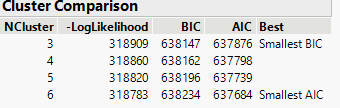 Cluster Comparison
NCluster -LogLikelihood BIC AIC Best
3 318909 638147 637876 Smallest BIC
4 318860 638162 637798
5 318820 638196 637739
6 318783 638234 637684 Smallest AIC